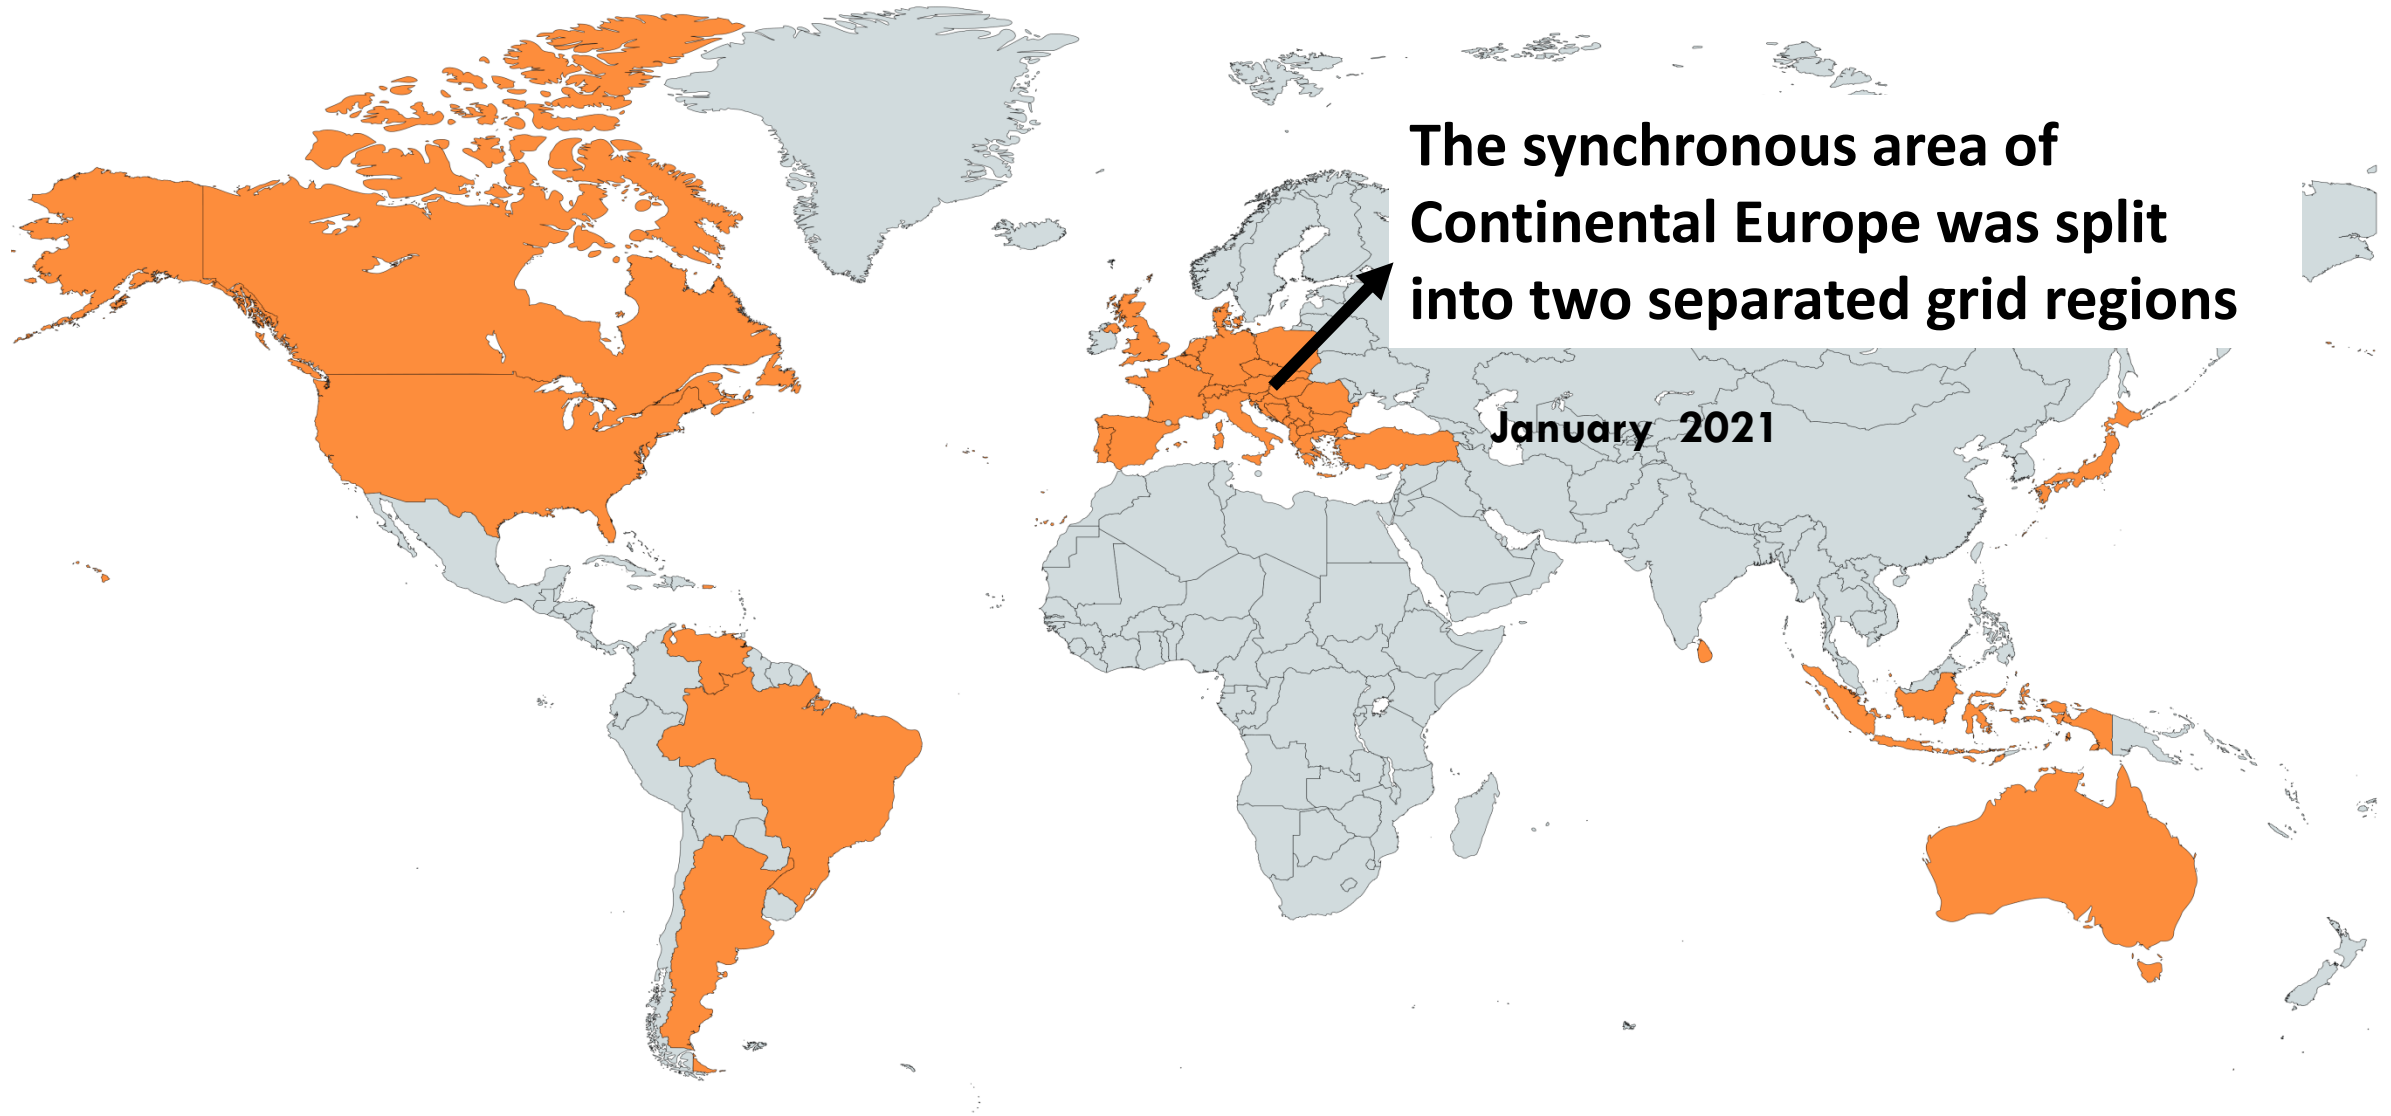 The synchronous area of
Continental Europe was split
into two separated grid regions
January 2021